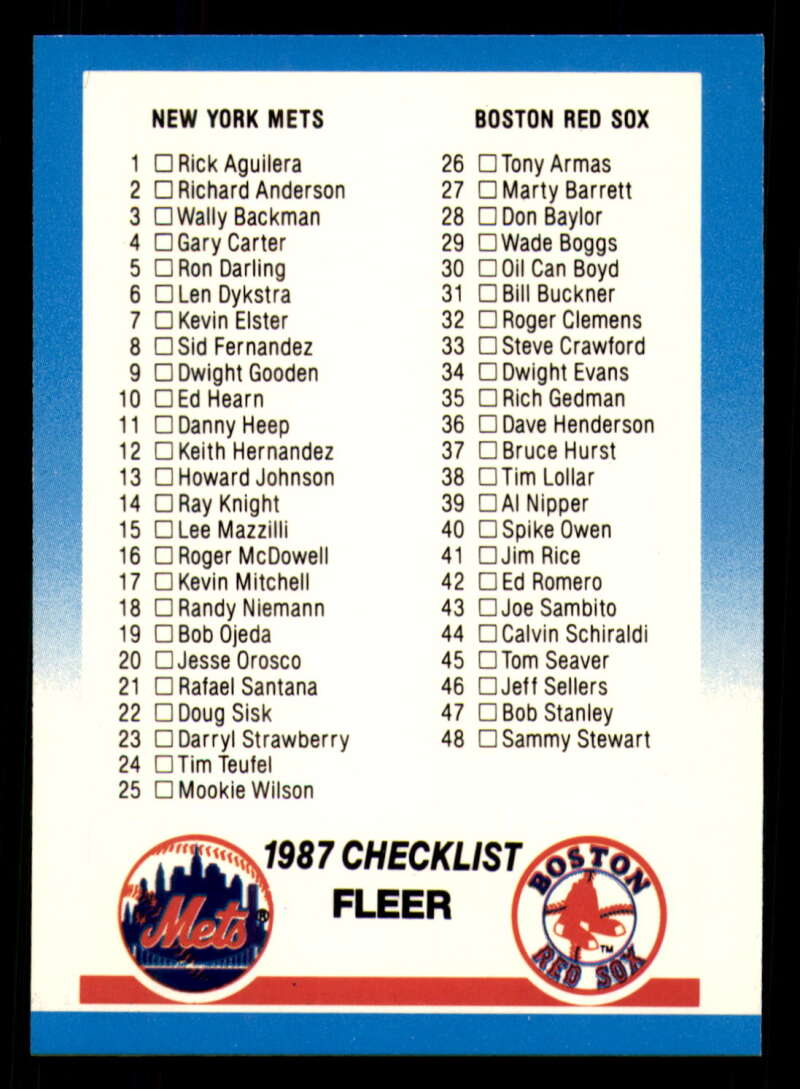 NEW YORK METS
1 Rick Aguilera
2 Richard Anderson
3 Wally Backman
4 Gary Carter
5 Ron Darling
6 Len Dykstra
7 Kevin Elster
8 Sid Fernandez
9 Dwight Gooden
10 Ed Hearn
11 Danny Heep
12 Keith Hernandez
13 Howard Johnson
14 Ray Knight
15 Lee Mazzilli
16 Roger McDowell
17 Kevin Mitchell
18 Randy Niemann
19 Bob Ojeda
20 Jesse Orosco
21 Rafael Santana
22 Doug Sisk
23 Darryl Strawberry
24 Tim Teufel
25 Mookie Wilson
BOSTON RED SOX
26 Tony Armas
27 Marty Barrett
28 Don Baylor
29 Wade Boggs
30 Oil Can Boyd
31 Bill Buckner
32 Roger Clemens
33 Steve Crawford
34 Dwight Evans
35 Rich Gedman
36 Dave Henderson
37 Bruce Hurst
38 Tim Lollar
39 Al Nipper
40 Spike Owen
41 Jim Rice
42 Ed Romero
43 Joe Sambito
44 Calvin Schiraldi
45 Tom Seaver
46 Jeff Sellers
47 Bob Stanley
48 Sammy Stewart
1987 CHECKLIST
FLEER
Mets ®
BOSTON
RED SOX
TM